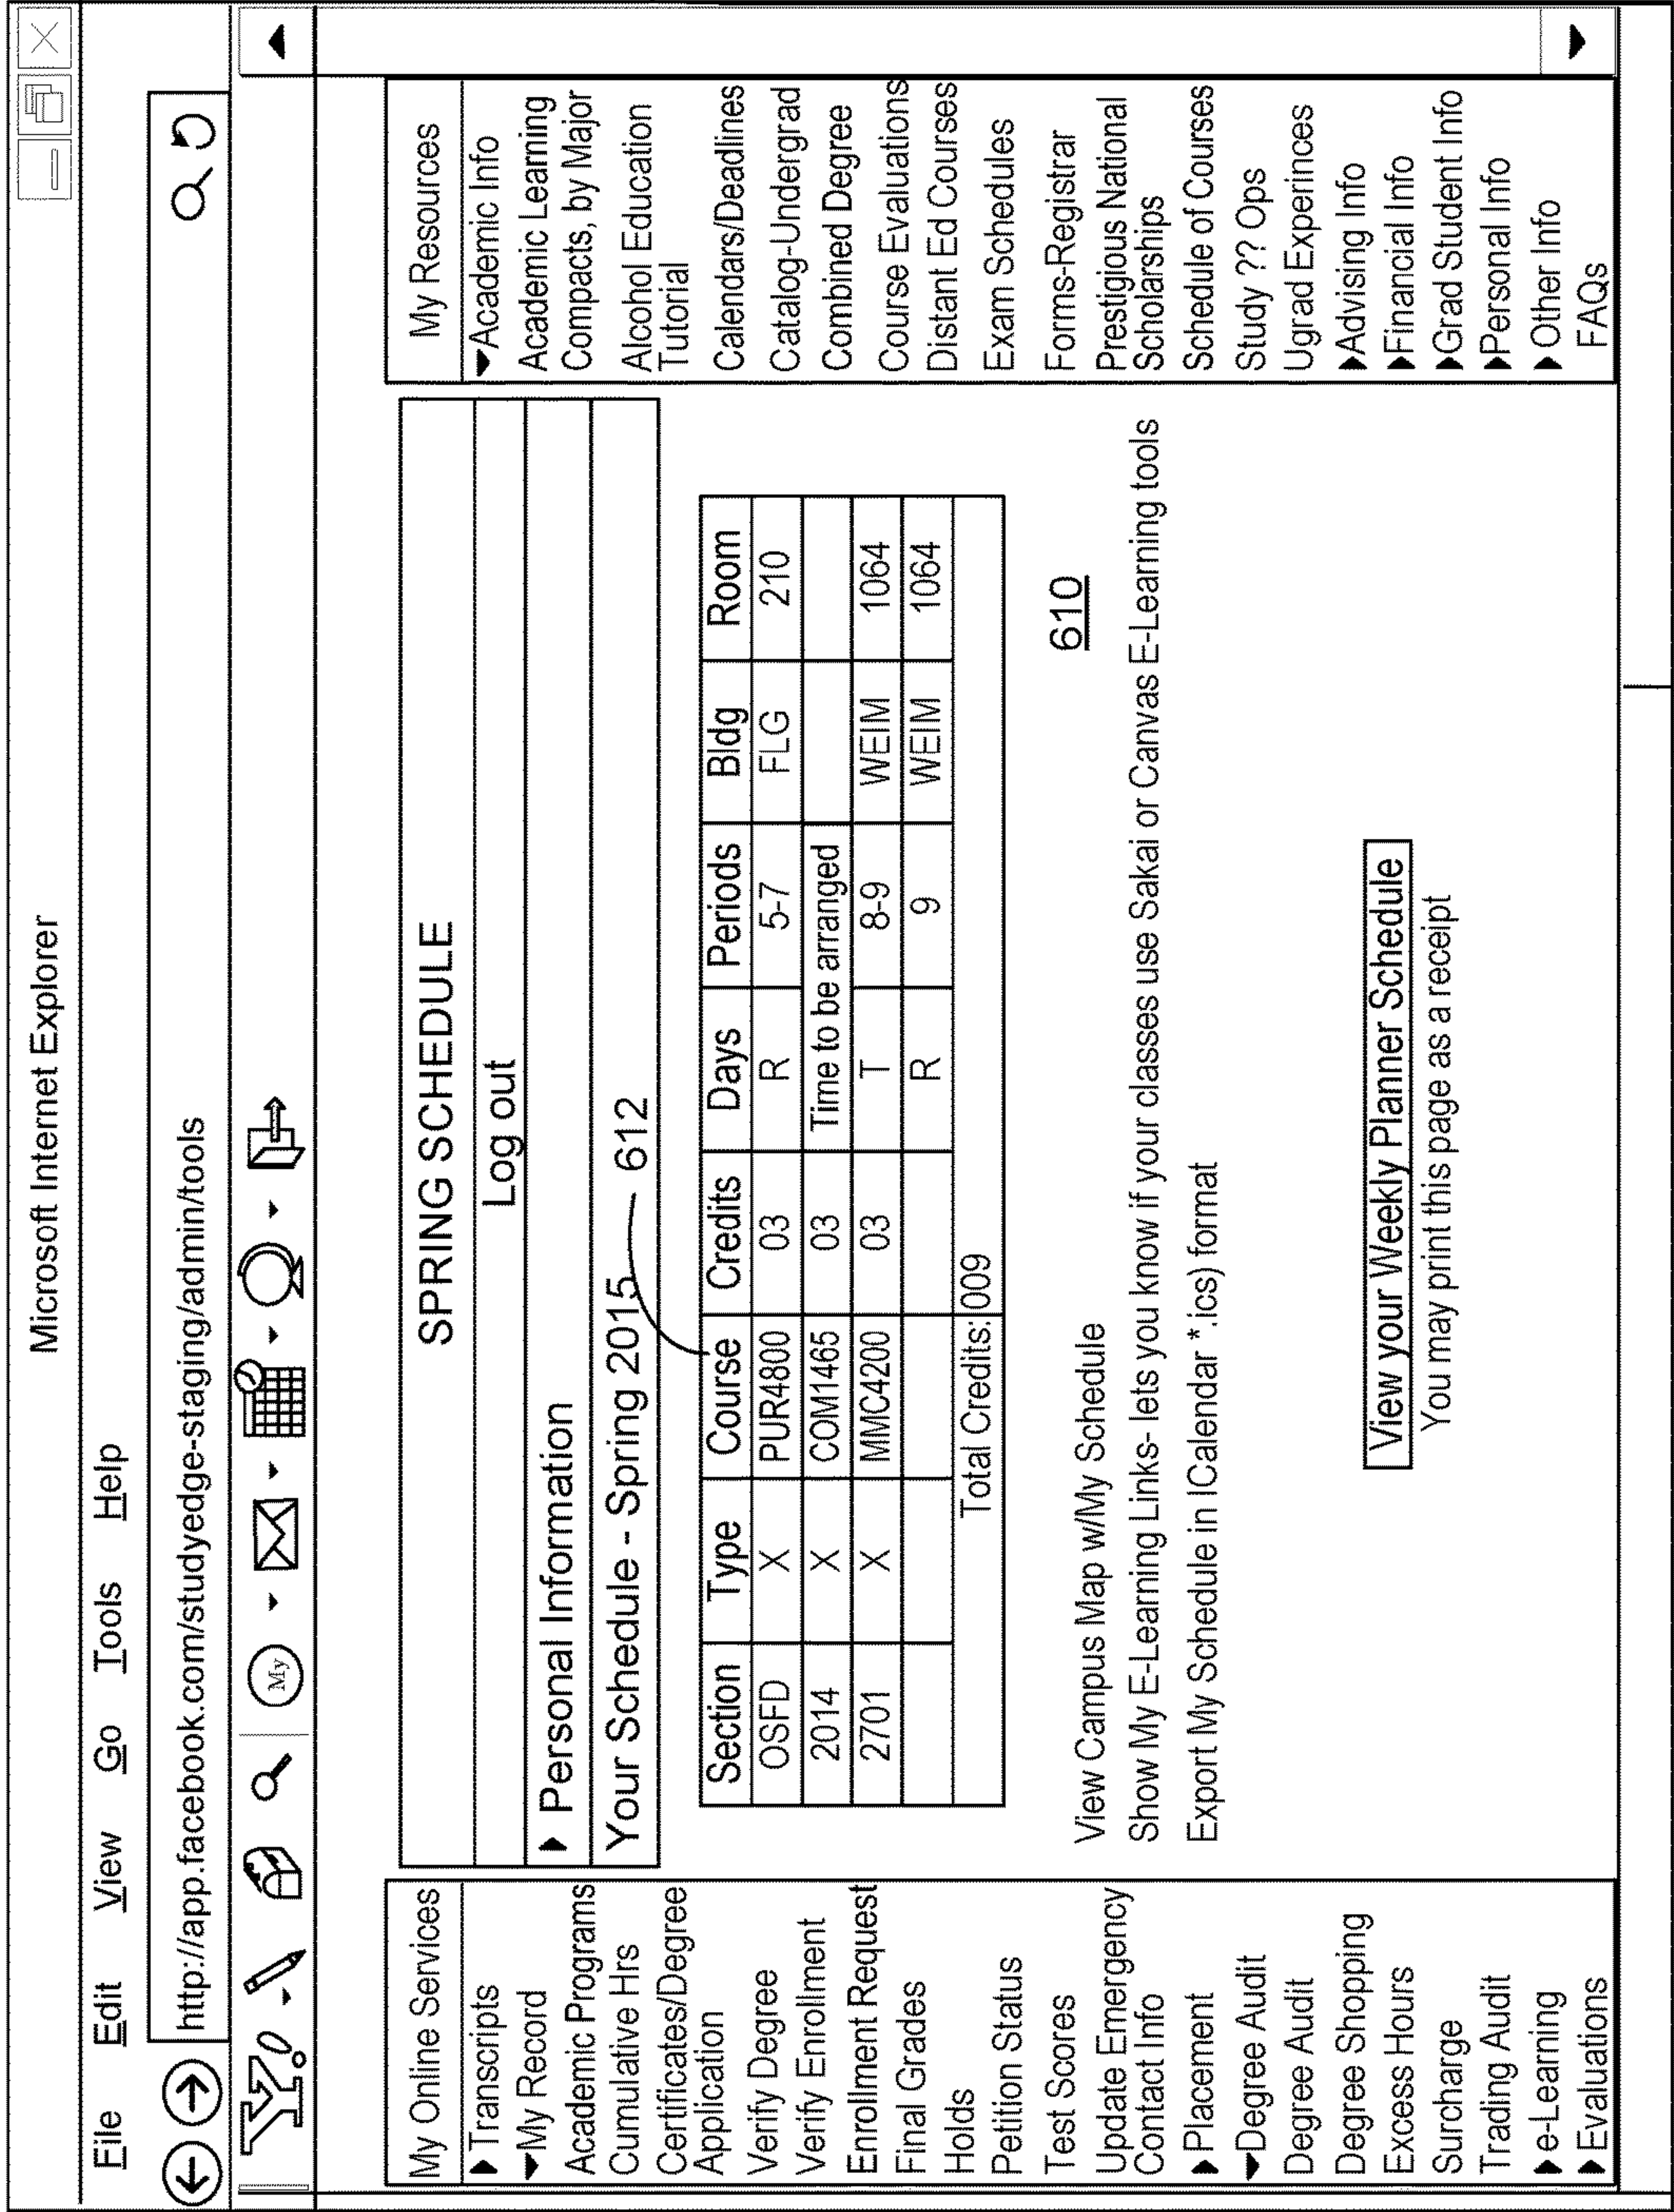 Microsoft Internet Explorer
File Edit View Go Tools Help
http://app.facebook.com/studyedge-staging/admin/tools
Y! My
My Online Services
Transcripts
My Record
Academic Programs
Cumulative Hrs
Certificates/Degree
Application
Verify Degree
Verify Enrollment
Enrollment Request
Final Grades
Holds
Petition Status
Test Scores
Update Emergency
Contact Info
Placement
Degree Audit
Degree Audit
Degree Shopping
Excess Hours
Surcharge
Trading Audit
e-Learning
Evaluations
SPRING SCHEDULE
Log out
Personal Information
Your Schedule - Spring 2015 612
Section Type Course Credits Days Periods Bldg Room
OSFD X PUR4800 03 R 5-7 FLG 210
2014 X COM1465 03 Time to be arranged
2701 X MMC4200 03 T 8-9 WEIM 1064
R 9 WEIM 1064
Total Credits: 009
610
View Campus Map w/My Schedule
Show My E-Learning Links- lets you know if your classes use Sakai or Canvas E-Learning tools
Export My Schedule in ICalendar *.ics) format
View your Weekly Planner Schedule
You may print this page as a receipt
My Resources
Academic Info
Academic Learning
Compacts, by Major
Alcohol Education
Tutorial
Calendars/Deadlines
Catalog-Undergrad
Combined Degree
Course Evaluations
Distant Ed Courses
Exam Schedules
Forms-Registrar
Prestigious National
Scholarships
Schedule of Courses
Study ?? Ops
Ugrad Experinces
Advising Info
Financial Info
Grad Student Info
Personal Info
Other Info
FAQs